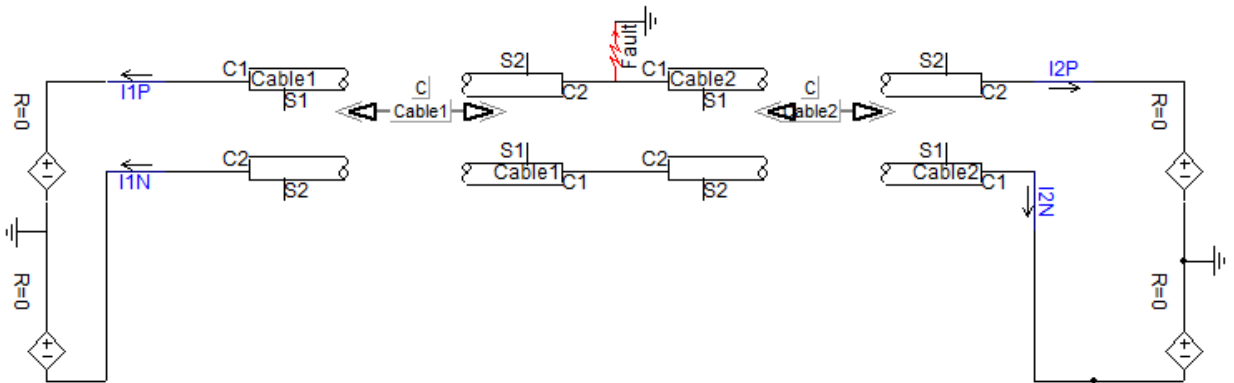 Fault
C1 Cable1 S1
S2 C2
C1 Cable2 S1
S2 C2
I1P
I2P
C Cable1
C able2
R=0
R=0
C2 S2
S1 Cable1 C1
C2 S2
S1 Cable2 C1
I1N
I2N
R=0
R=0
+
−
+
−
+
−
+
−